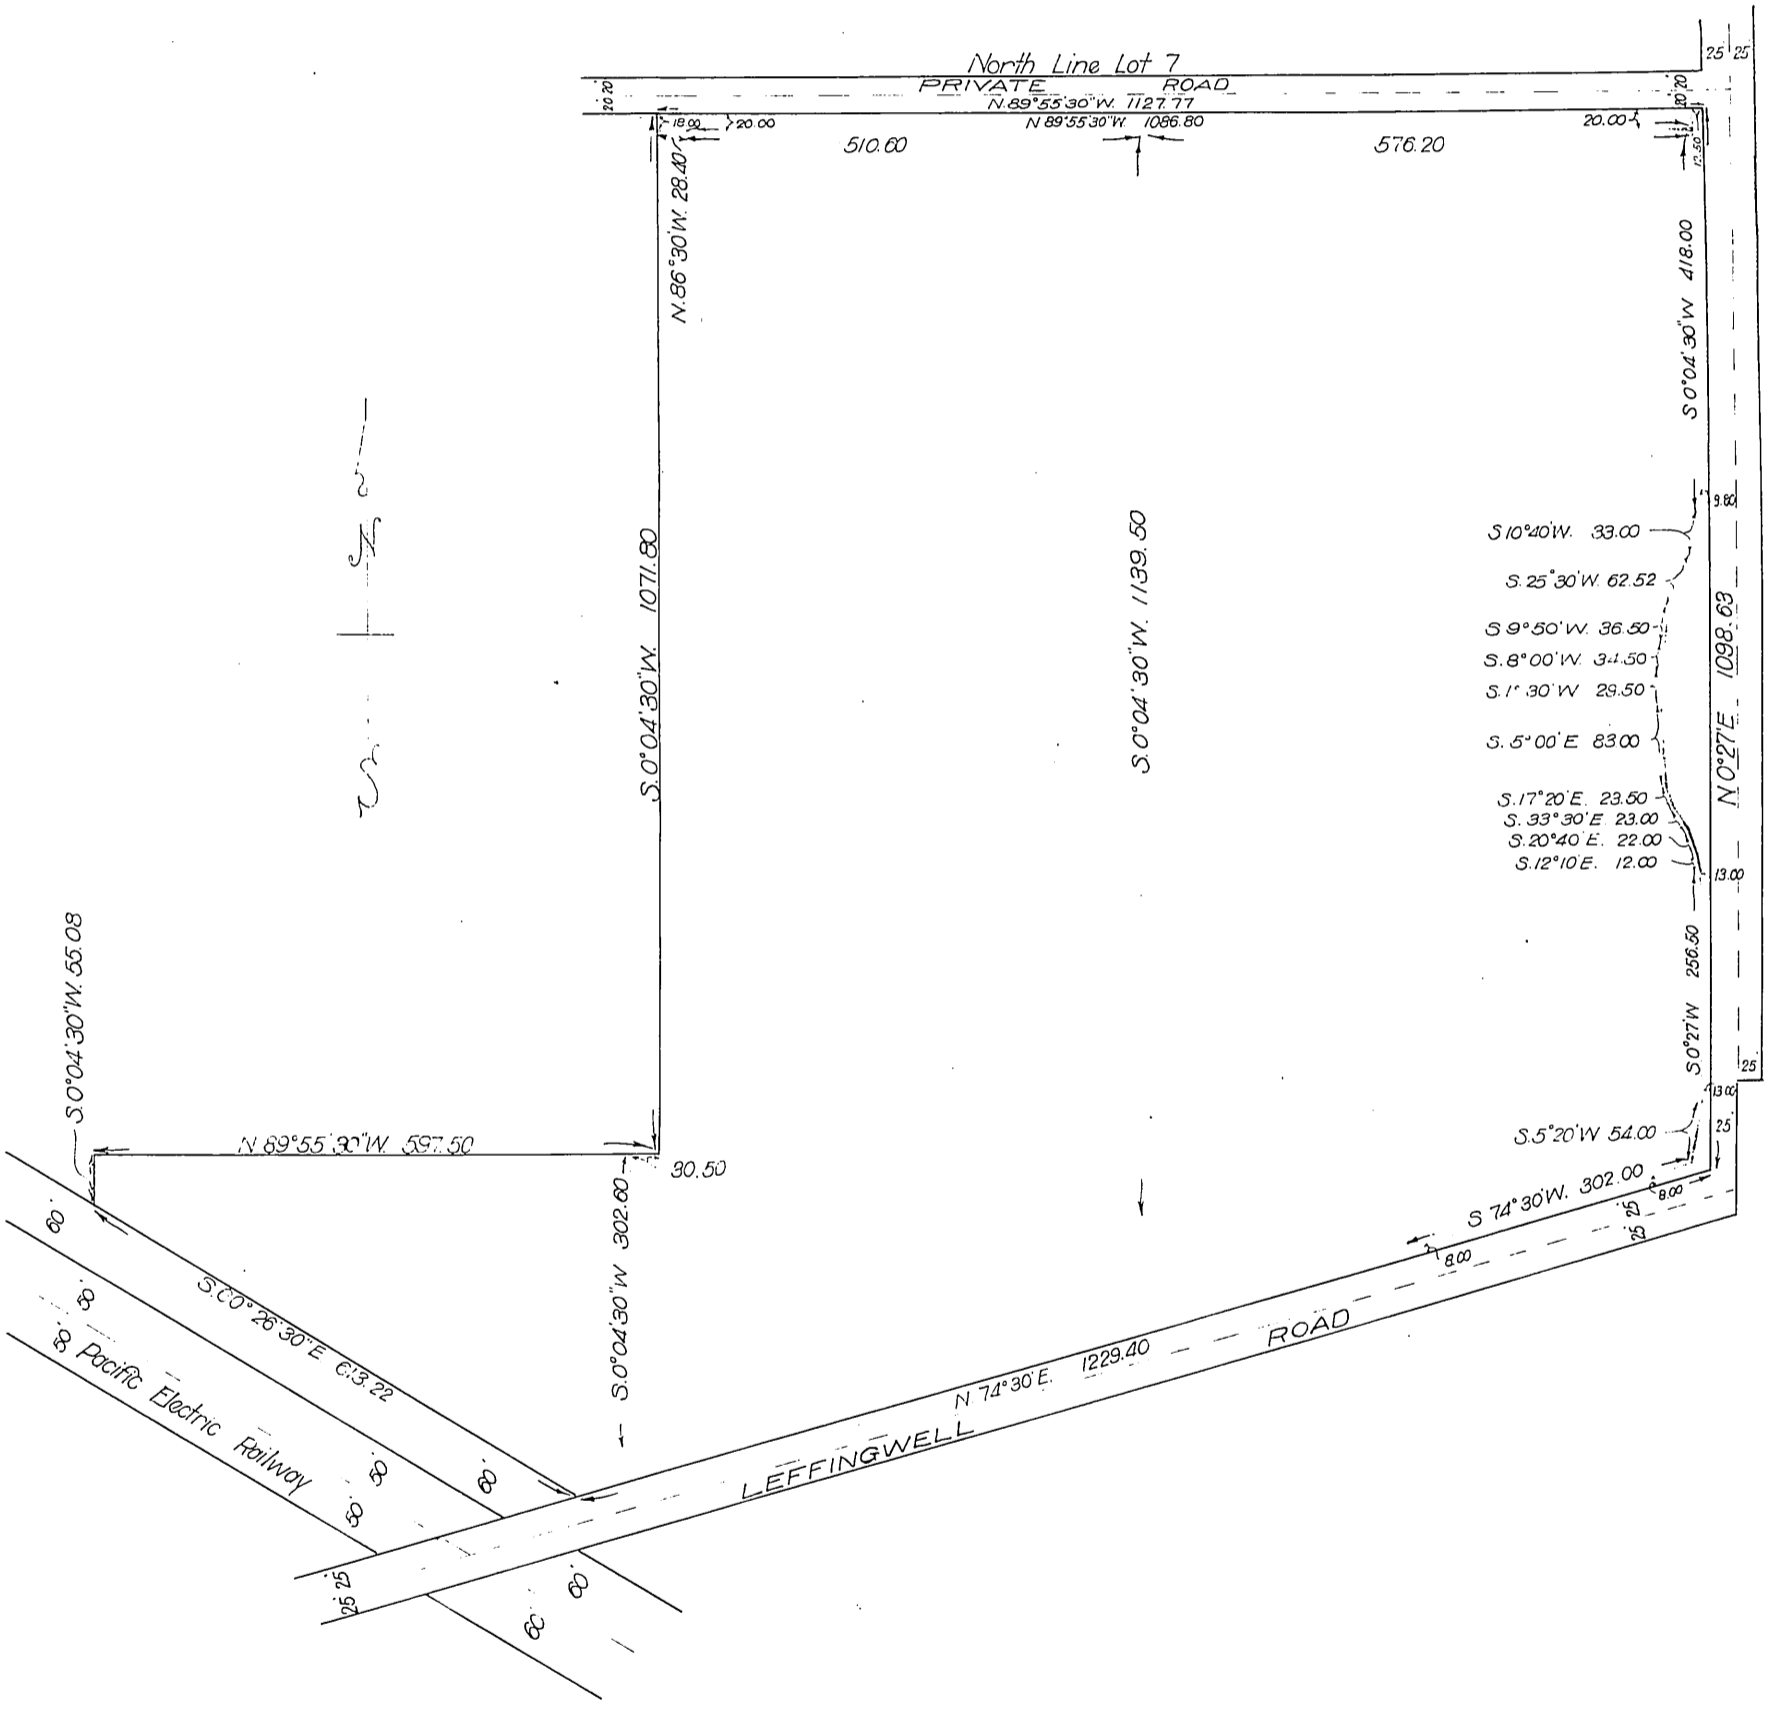 25' 25'
North Line Lot 7
PRIVATE ROAD
20 20
20 20
N.89°55'30"W. 1127.77
18.00
20.00
N 89°55'30"W. 1086.80
20.00
12.50
510.60
576.20
N.86°30'W. 28.40
S 0°04'30"W 418.00
9.80
S 10°40'W. 33.00
S. 25°30'W. 62.52
S 9°50'W. 36.50
S. 8°00'W. 34.50
S. 1°30'W 29.50
S. 5°00'E 83.00
S. 17°20'E. 23.50
S. 33°30'E 23.00
S. 20°40'E. 22.00
S. 12°10'E. 12.00
13.00
N 0°27'E 1098.63
S.0°04'30"W. 1071.80
S.0°04'30"W. 1139.50
S.0°04'30"W. 55.08
S.0°27'W 256.50
25'
13.00
25'
S.5°20'W 54.00
N 89°55'30"W. 597.50
30.50
S.0°04'30"W 302.60
S 74°30'W. 302.00
8.00
25' 25'
8.00
60'
50'
50'
26'30"E
Pacific Electric Railway
50'
50'
60'
N. 74°30'E. 1229.40
LEFFINGWELL ROAD
25' 25'
60'
60'